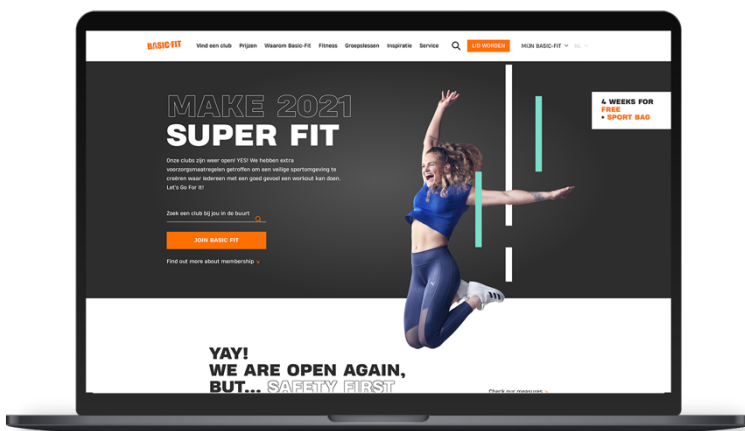 BASIC-FIT Vind een club Prijzen Waarom Basic-Fit Fitness Groepslessen Inspiratie Service LID WORDEN MIJN BASIC-FIT NL
MAKE 2021
SUPER FIT
4 WEEKS FOR
FREE
+ SPORT BAG
Onze clubs zijn weer open! YES! We hebben extra
voorzorgsmaatregelen getroffen om een veilige sportomgeving te
creëren waar iedereen met een goed gevoel een workout kan doen.
Let's Go For It!
Zoek een club bij jou in de buurt
JOIN BASIC FIT
Find out more about membership >
YAY!
WE ARE OPEN AGAIN,
BUT... SAFETY FIRST
Check our measures >